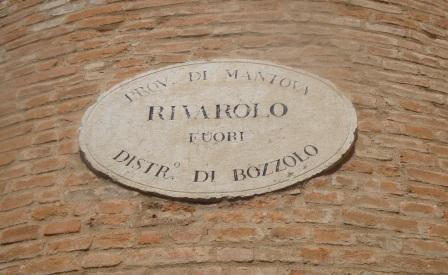 PROV. DI MANTOVA
RIVAROLO
FUORI
DISTR.º DI BOZZOLO